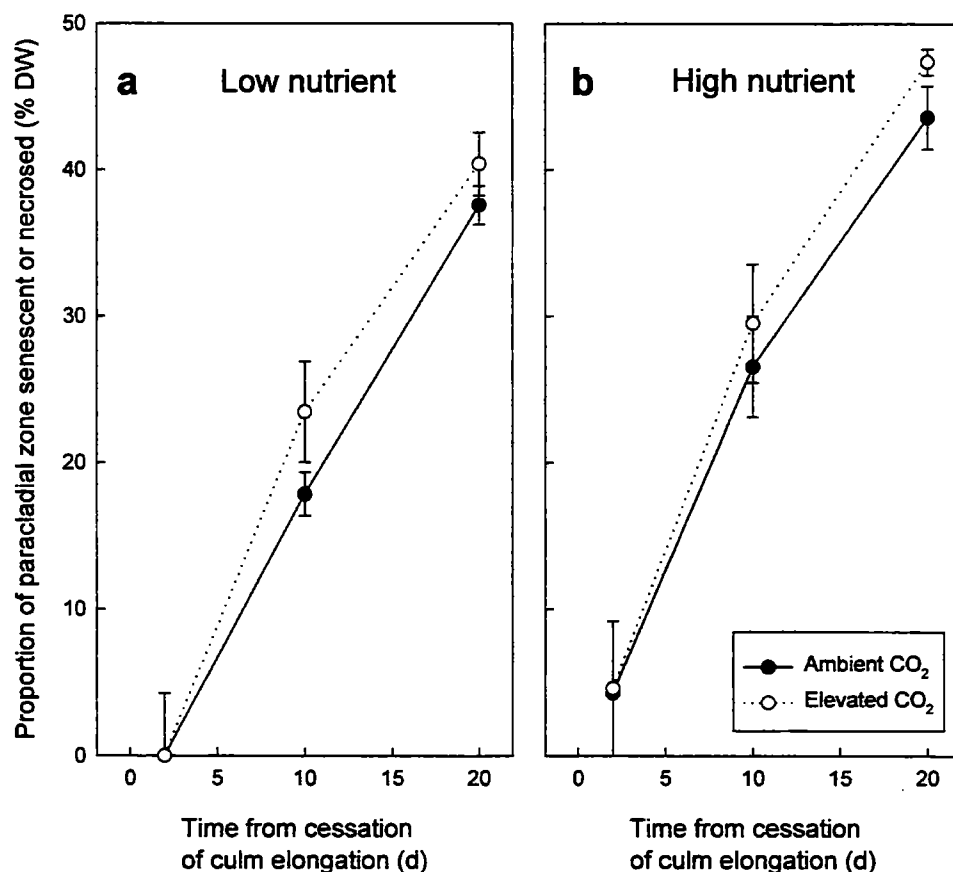 Proportion of paracladial zone senescent or necrosed (% DW)
50
40
30
20
10
0
a Low nutrient
b High nutrient
Ambient CO₂
Elevated CO₂
0 5 10 15 20
0 5 10 15 20
Time from cessation
of culm elongation (d)
Time from cessation
of culm elongation (d)